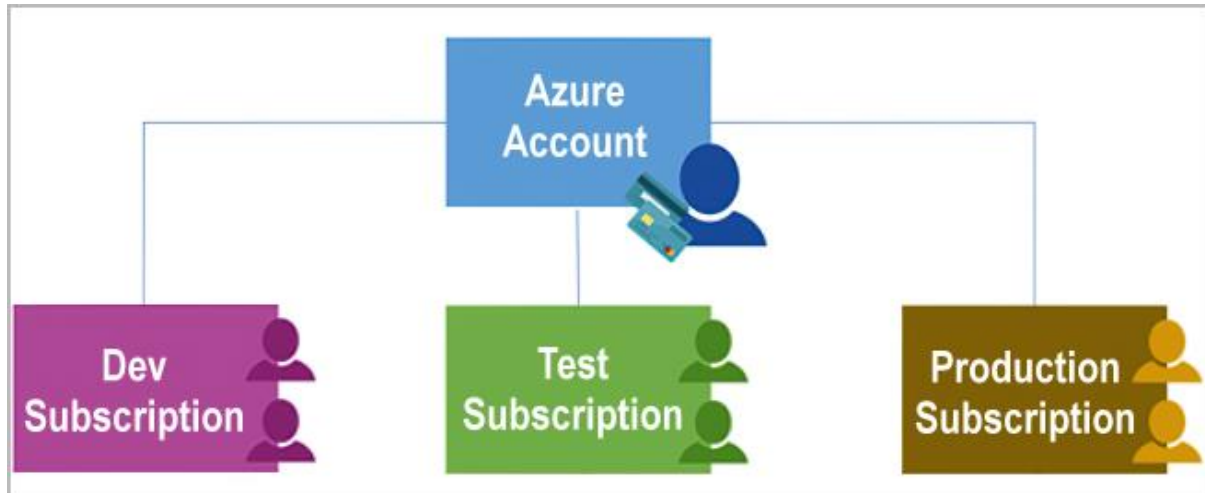 Azure
Account
Dev
Subscription
Test
Subscription
Production
Subscription